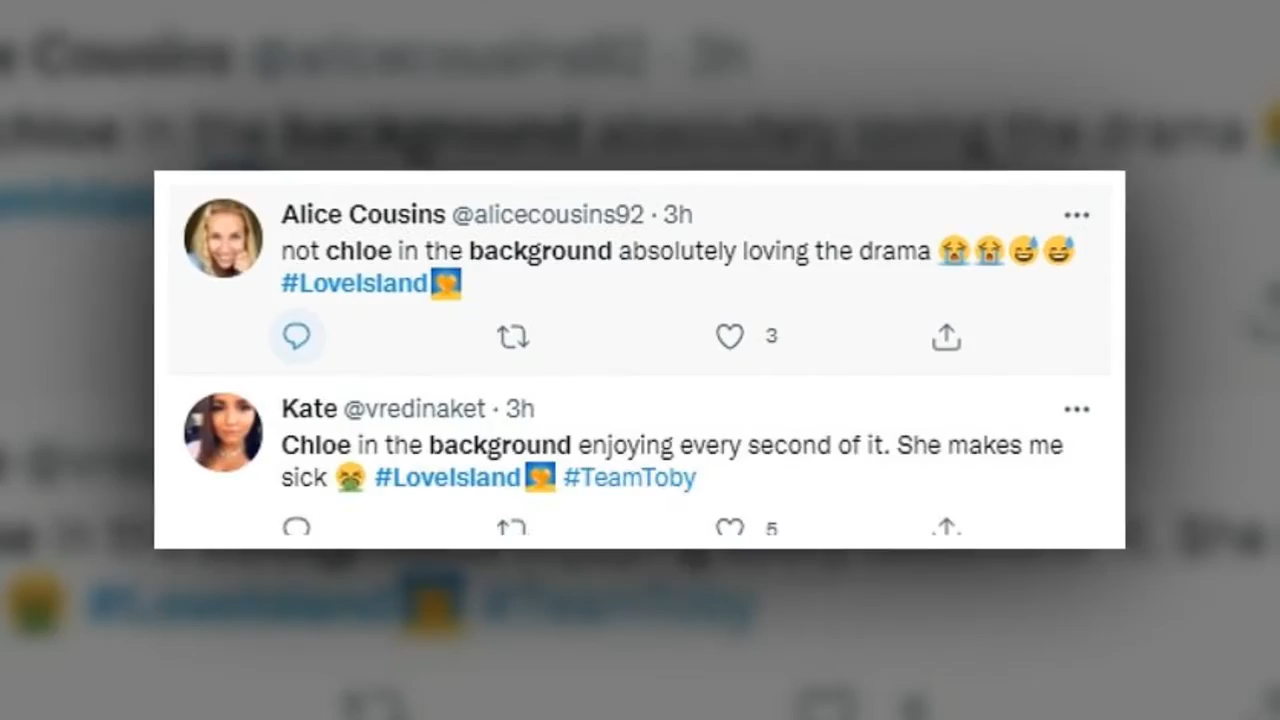 Alice Cousins @alicecousins92 · 3h
not chloe in the background absolutely loving the drama 😭😭😅😅
#LoveIsland
3
Kate @vredinaket · 3h
Chloe in the background enjoying every second of it. She makes me
sick 🤮 #LoveIsland #TeamToby
5